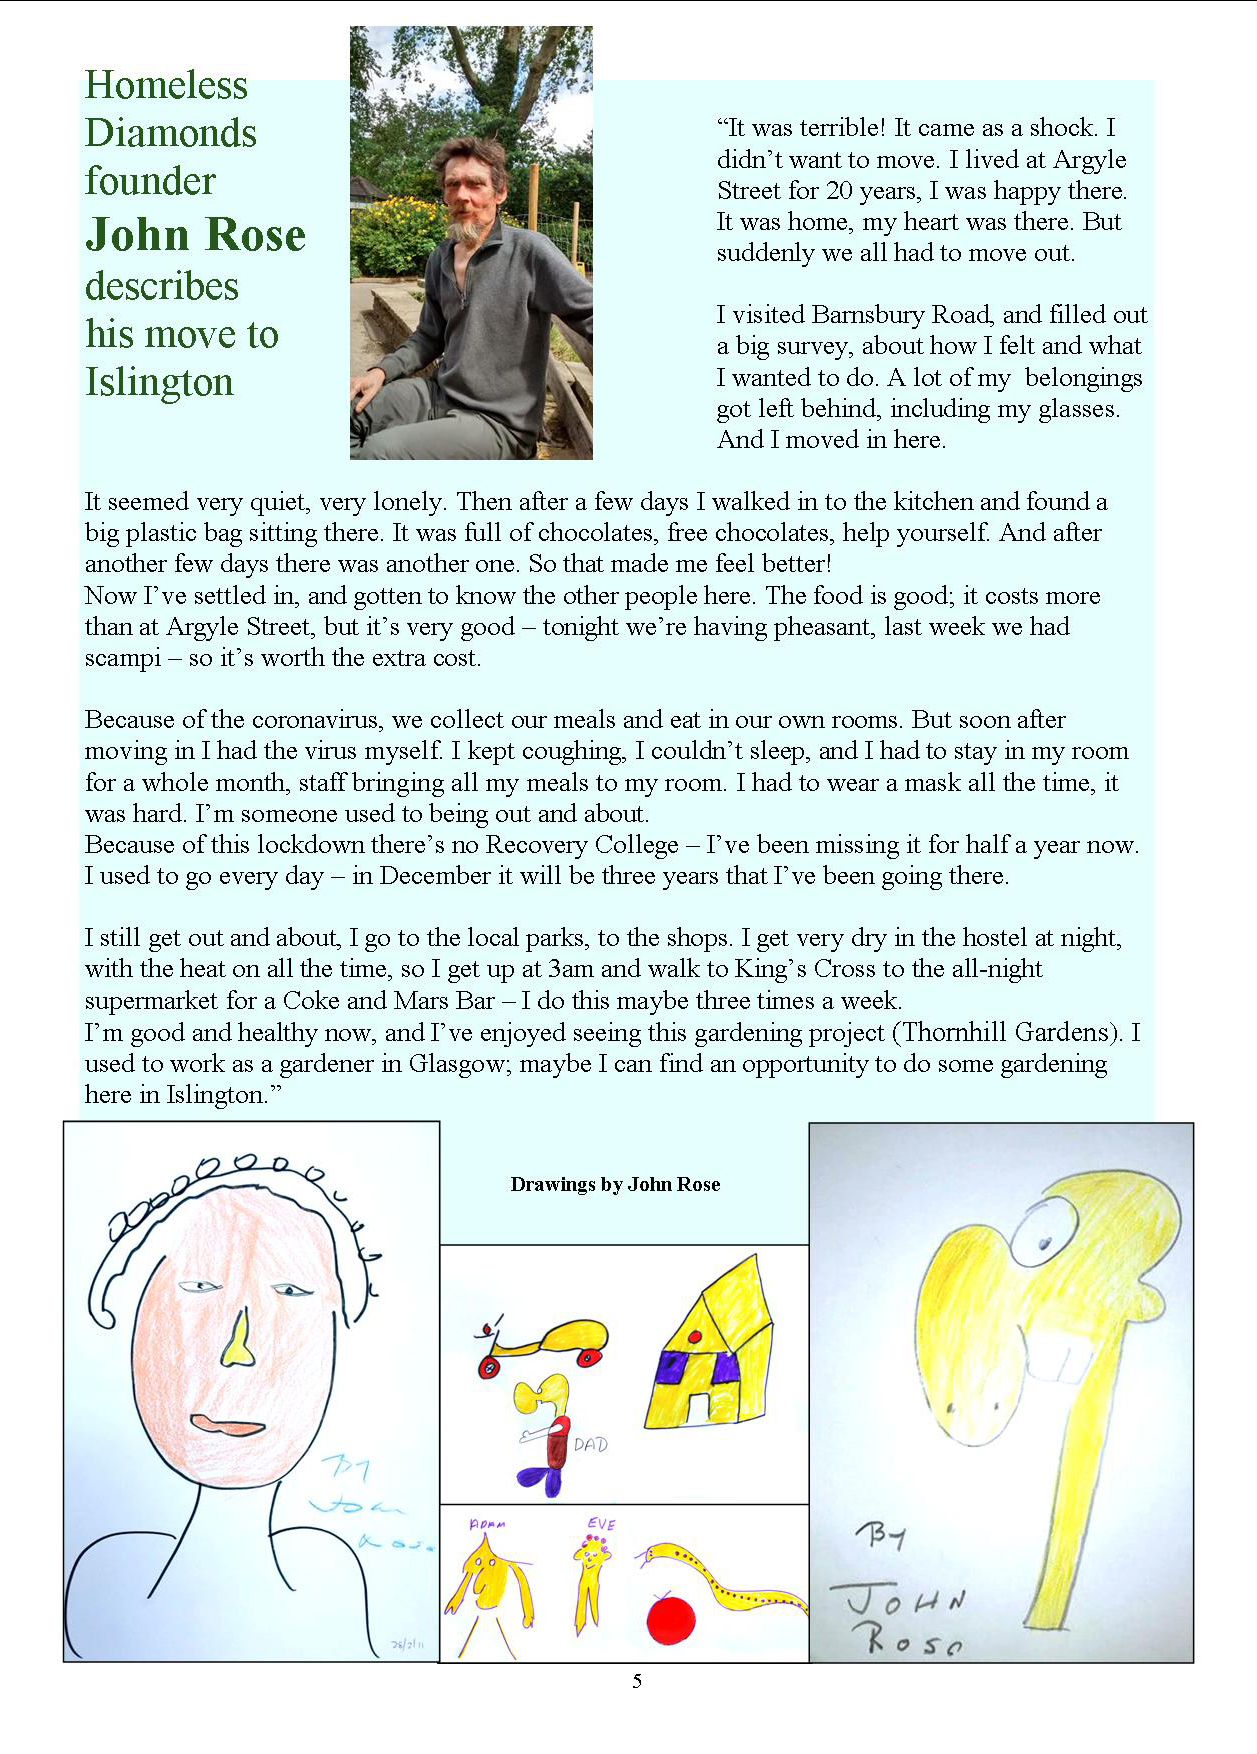 Homeless
Diamonds
founder
John Rose
describes
his move to
Islington
“It was terrible! It came as a shock. I
didn’t want to move. I lived at Argyle
Street for 20 years, I was happy there.
It was home, my heart was there. But
suddenly we all had to move out.
I visited Barnsbury Road, and filled out
a big survey, about how I felt and what
I wanted to do. A lot of my  belongings
got left behind, including my glasses.
And I moved in here.
It seemed very quiet, very lonely. Then after a few days I walked in to the kitchen and found a
big plastic bag sitting there. It was full of chocolates, free chocolates, help yourself. And after
another few days there was another one. So that made me feel better!
Now I’ve settled in, and gotten to know the other people here. The food is good; it costs more
than at Argyle Street, but it’s very good – tonight we’re having pheasant, last week we had
scampi – so it’s worth the extra cost.
Because of the coronavirus, we collect our meals and eat in our own rooms. But soon after
moving in I had the virus myself. I kept coughing, I couldn’t sleep, and I had to stay in my room
for a whole month, staff bringing all my meals to my room. I had to wear a mask all the time, it
was hard. I’m someone used to being out and about.
Because of this lockdown there’s no Recovery College – I’ve been missing it for half a year now.
I used to go every day – in December it will be three years that I’ve been going there.
I still get out and about, I go to the local parks, to the shops. I get very dry in the hostel at night,
with the heat on all the time, so I get up at 3am and walk to King’s Cross to the all-night
supermarket for a Coke and Mars Bar – I do this maybe three times a week.
I’m good and healthy now, and I’ve enjoyed seeing this gardening project (Thornhill Gardens). I
used to work as a gardener in Glasgow; maybe I can find an opportunity to do some gardening
here in Islington.”
Drawings by John Rose
By
John
Rose
28/2/11
DAD
ADAM
EVE
By
JOHN
ROSE
5